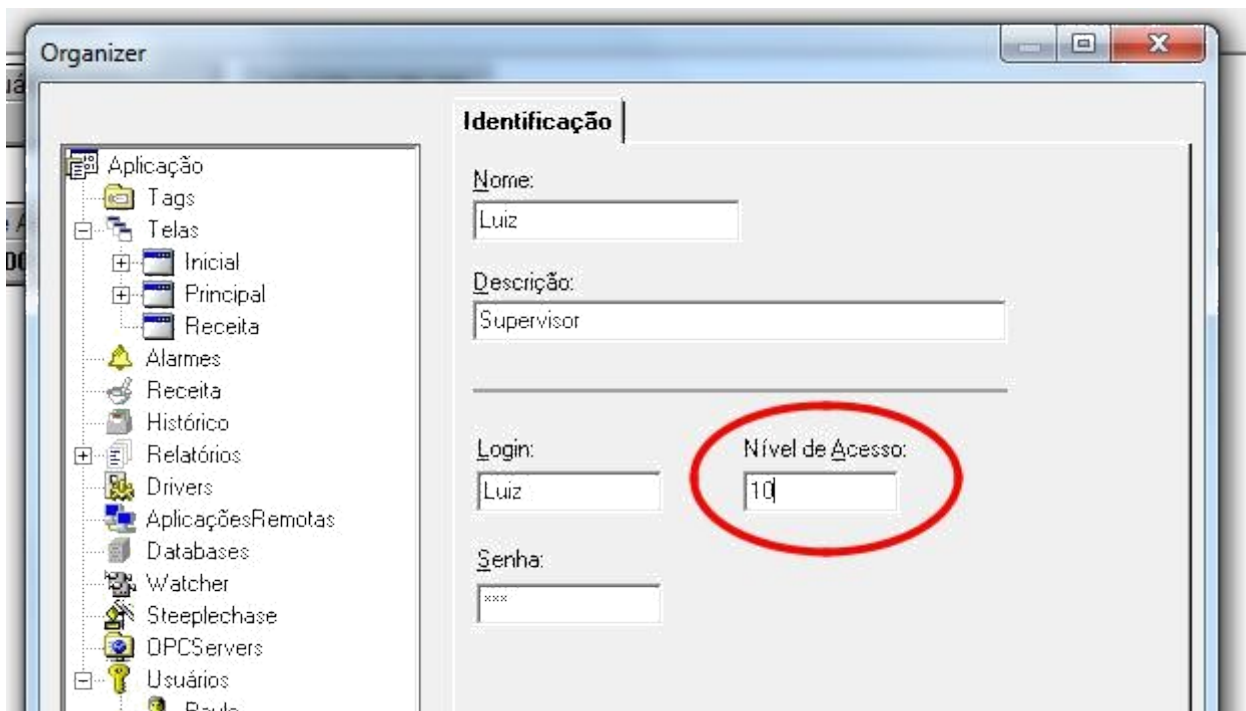 Organizer
Identificação
Aplicação
Tags
Telas
Inicial
Principal
Receita
Alarmes
Receita
Histórico
Relatórios
Drivers
AplicaçõesRemotas
Databases
Watcher
Steeplechase
OPCServers
Usuários
Nome:
Luiz
Descrição:
Supervisor
Login:
Nível de Acesso:
Luiz
10
Senha:
***